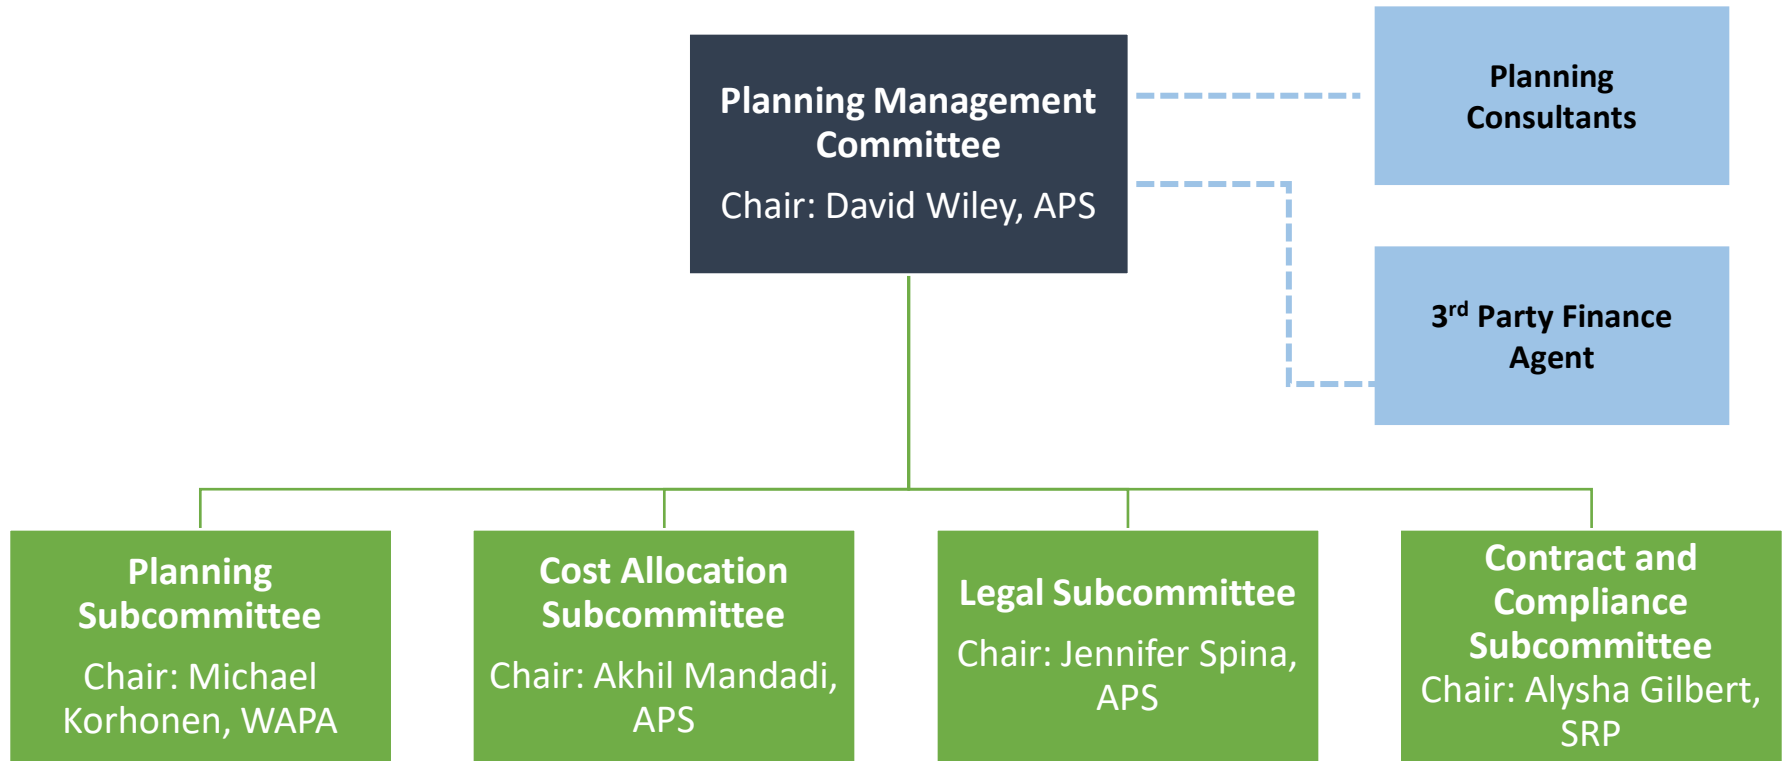 Planning Management
Committee
Chair: David Wiley, APS
Planning
Consultants
3rd Party Finance
Agent
Planning
Subcommittee
Chair: Michael
Korhonen, WAPA
Cost Allocation
Subcommittee
Chair: Akhil Mandadi,
APS
Legal Subcommittee
Chair: Jennifer Spina,
APS
Contract and
Compliance
Subcommittee
Chair: Alysha Gilbert,
SRP